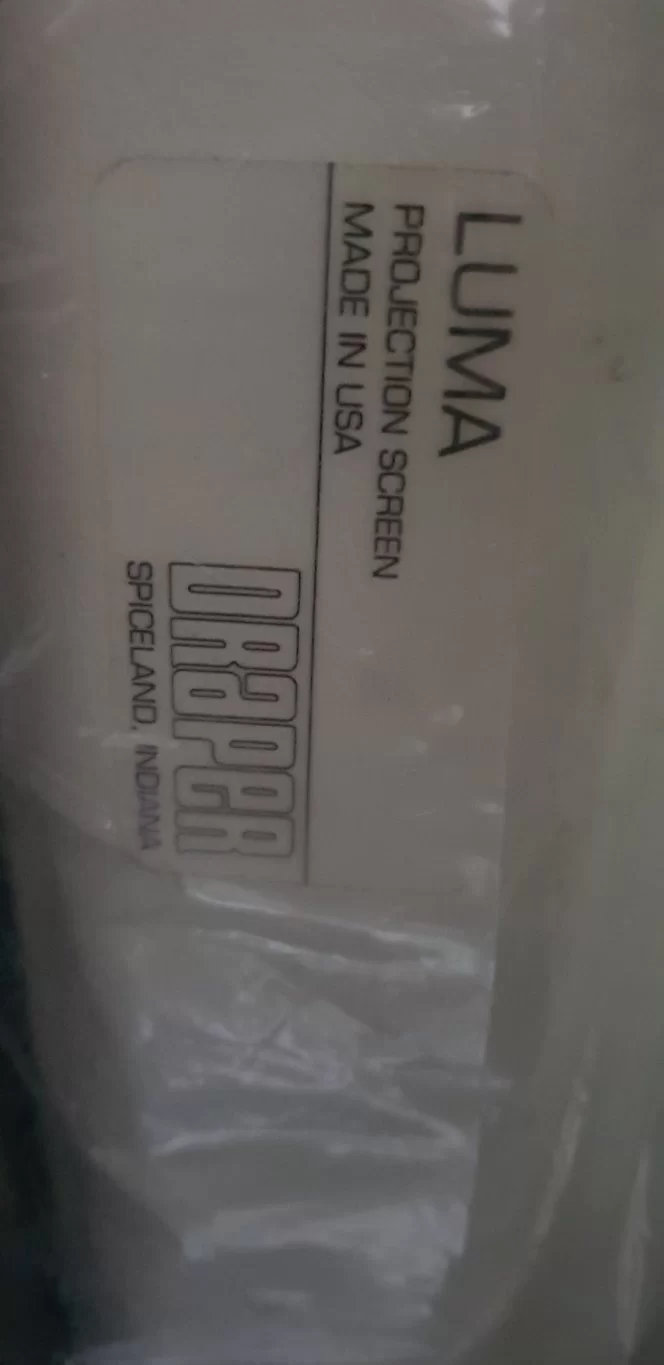 LUMA
PROJECTION SCREEN
MADE IN USA
DRAPER
SPICELAND, INDIANA